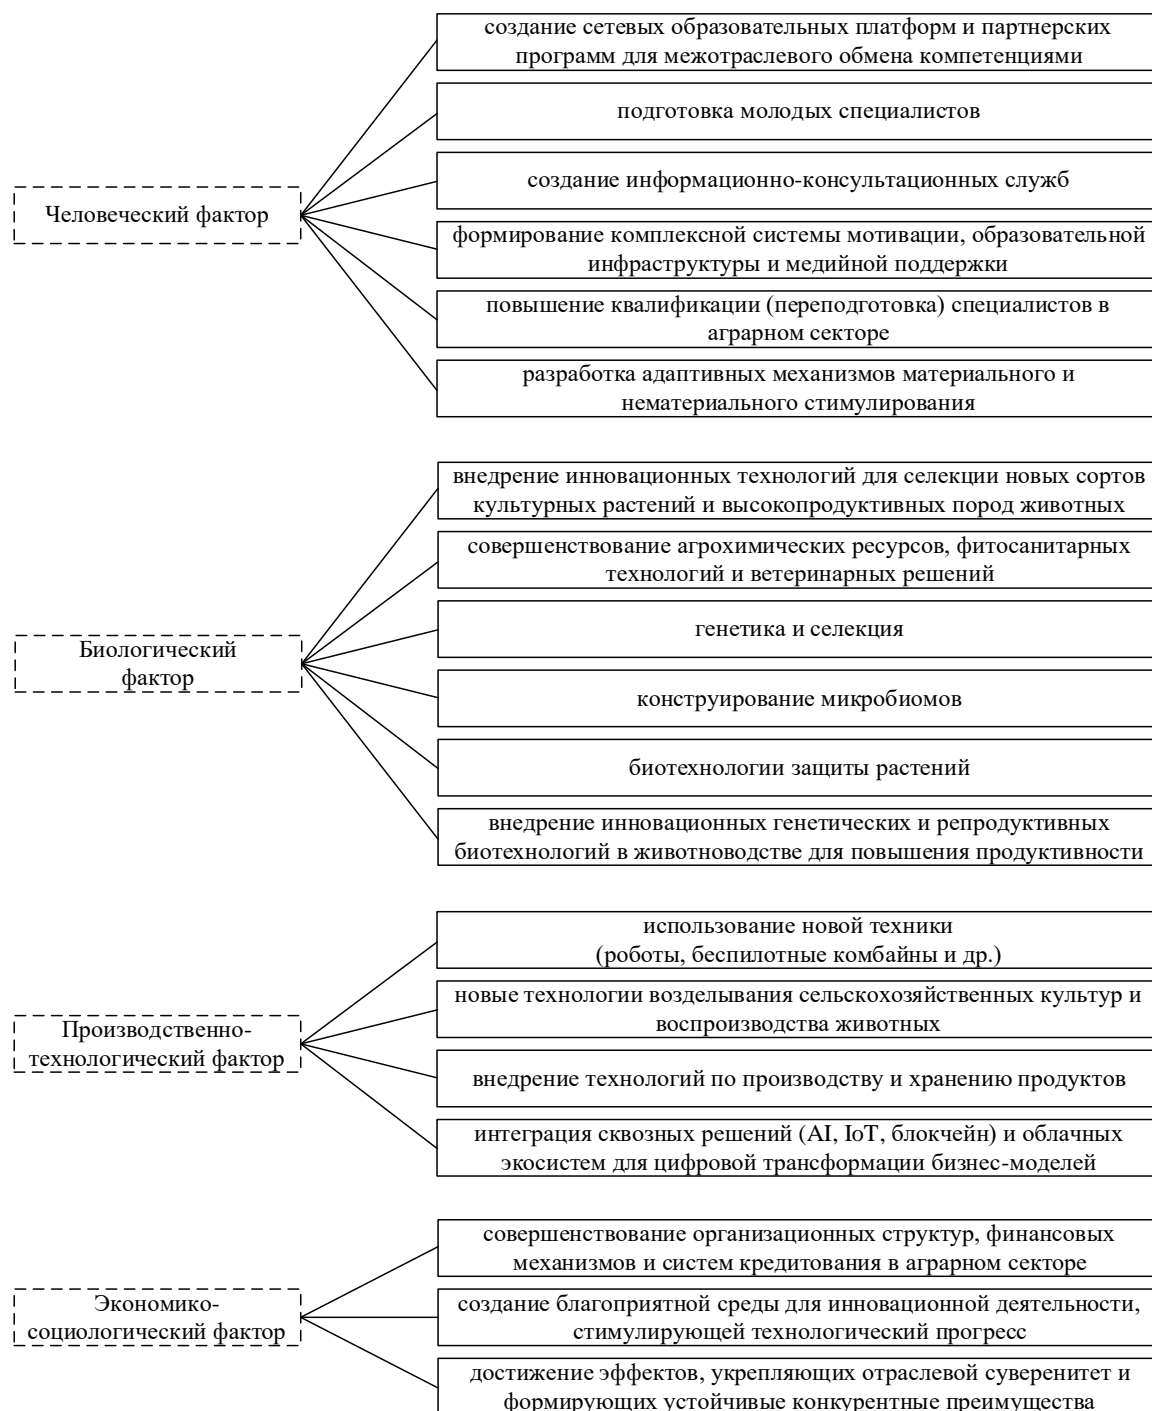 создание сетевых образовательных платформ и партнерских
программ для межотраслевого обмена компетенциями
подготовка молодых специалистов
создание информационно-консультационных служб
Человеческий фактор
формирование комплексной системы мотивации, образовательной
инфраструктуры и медийной поддержки
повышение квалификации (переподготовка) специалистов в
аграрном секторе
разработка адаптивных механизмов материального и
нематериального стимулирования
внедрение инновационных технологий для селекции новых сортов
культурных растений и высокопродуктивных пород животных
совершенствование агрохимических ресурсов, фитосанитарных
технологий и ветеринарных решений
генетика и селекция
Биологический
фактор
конструирование микробиомов
биотехнологии защиты растений
внедрение инновационных генетических и репродуктивных
биотехнологий в животноводстве для повышения продуктивности
использование новой техники
(роботы, беспилотные комбайны и др.)
новые технологии возделывания сельскохозяйственных культур и
воспроизводства животных
Производственно-
технологический фактор
внедрение технологий по производству и хранению продуктов
интеграция сквозных решений (AI, IoT, блокчейн) и облачных
экосистем для цифровой трансформации бизнес-моделей
совершенствование организационных структур, финансовых
механизмов и систем кредитования в аграрном секторе
Экономико-
социологический фактор
создание благоприятной среды для инновационной деятельности,
стимулирующей технологический прогресс
достижение эффектов, укрепляющих отраслевой суверенитет и
формирующих устойчивые конкурентные преимущества